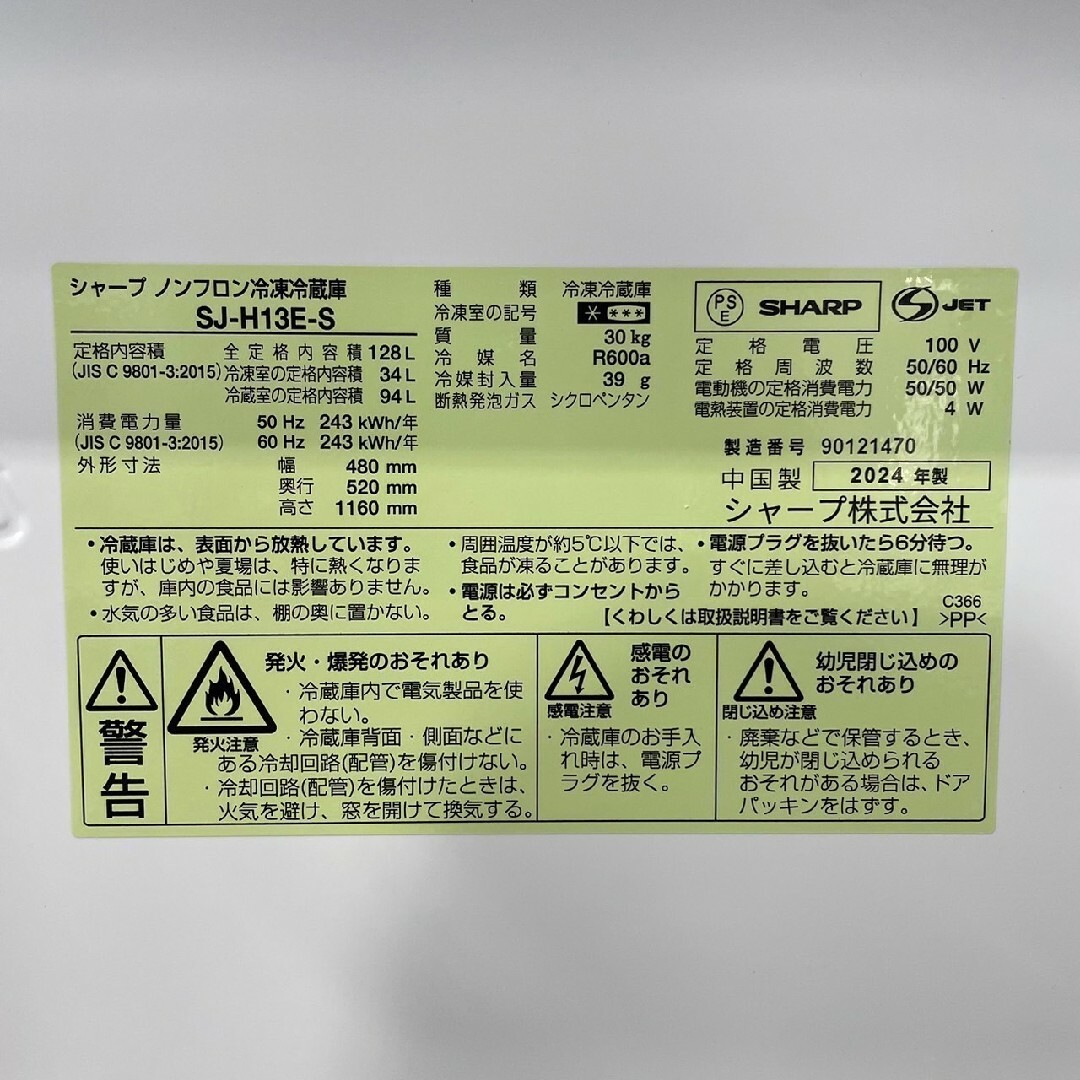 シャープ ノンフロン冷凍冷蔵庫
SJ-H13E-S
定格内容積 全定格内容積 128 L
(JIS C 9801-3:2015) 冷凍室の定格内容積 34 L
冷蔵室の定格内容積 94 L
消費電力量 50 Hz 243 kWh/年
(JIS C 9801-3:2015) 60 Hz 243 kWh/年
外形寸法 幅 480 mm
奥行 520 mm
高さ 1160 mm
種類 冷凍冷蔵庫
冷凍室の記号 ＊ ＊＊＊
質量 30 kg
冷媒名 R600a
冷媒封入量 39 g
断熱発泡ガス シクロペンタン
PS
E
SHARP
S JET
定格電圧 100 V
定格周波数 50/60 Hz
電動機の定格消費電力 50/50 W
電熱装置の定格消費電力 4 W
製造番号 90121470
中国製 2024 年製
シャープ株式会社
・冷蔵庫は、表面から放熱しています。
使いはじめや夏場は、特に熱くなりま
すが、庫内の食品には影響ありません。
・水気の多い食品は、棚の奥に置かない。
・周囲温度が約5℃以下では、
食品が凍ることがあります。
・電源は必ずコンセントから
とる。
・電源プラグを抜いたら6分待つ。
すぐに差し込むと冷蔵庫に無理が
かかります。
【くわしくは取扱説明書をご覧ください】
C366
>PP<
警告
発火注意
発火・爆発のおそれあり
・冷蔵庫内で電気製品を使
わない。
・冷蔵庫背面・側面などに
ある冷却回路(配管)を傷付けない。
・冷却回路(配管)を傷付けたときは、
火気を避け、窓を開けて換気する。
感電注意
感電の
おそれ
あり
・冷蔵庫のお手入
れ時は、電源プ
ラグを抜く。
閉じ込め注意
幼児閉じ込めの
おそれあり
・廃棄などで保管するとき、
幼児が閉じ込められる
おそれがある場合は、ドア
パッキンをはずす。